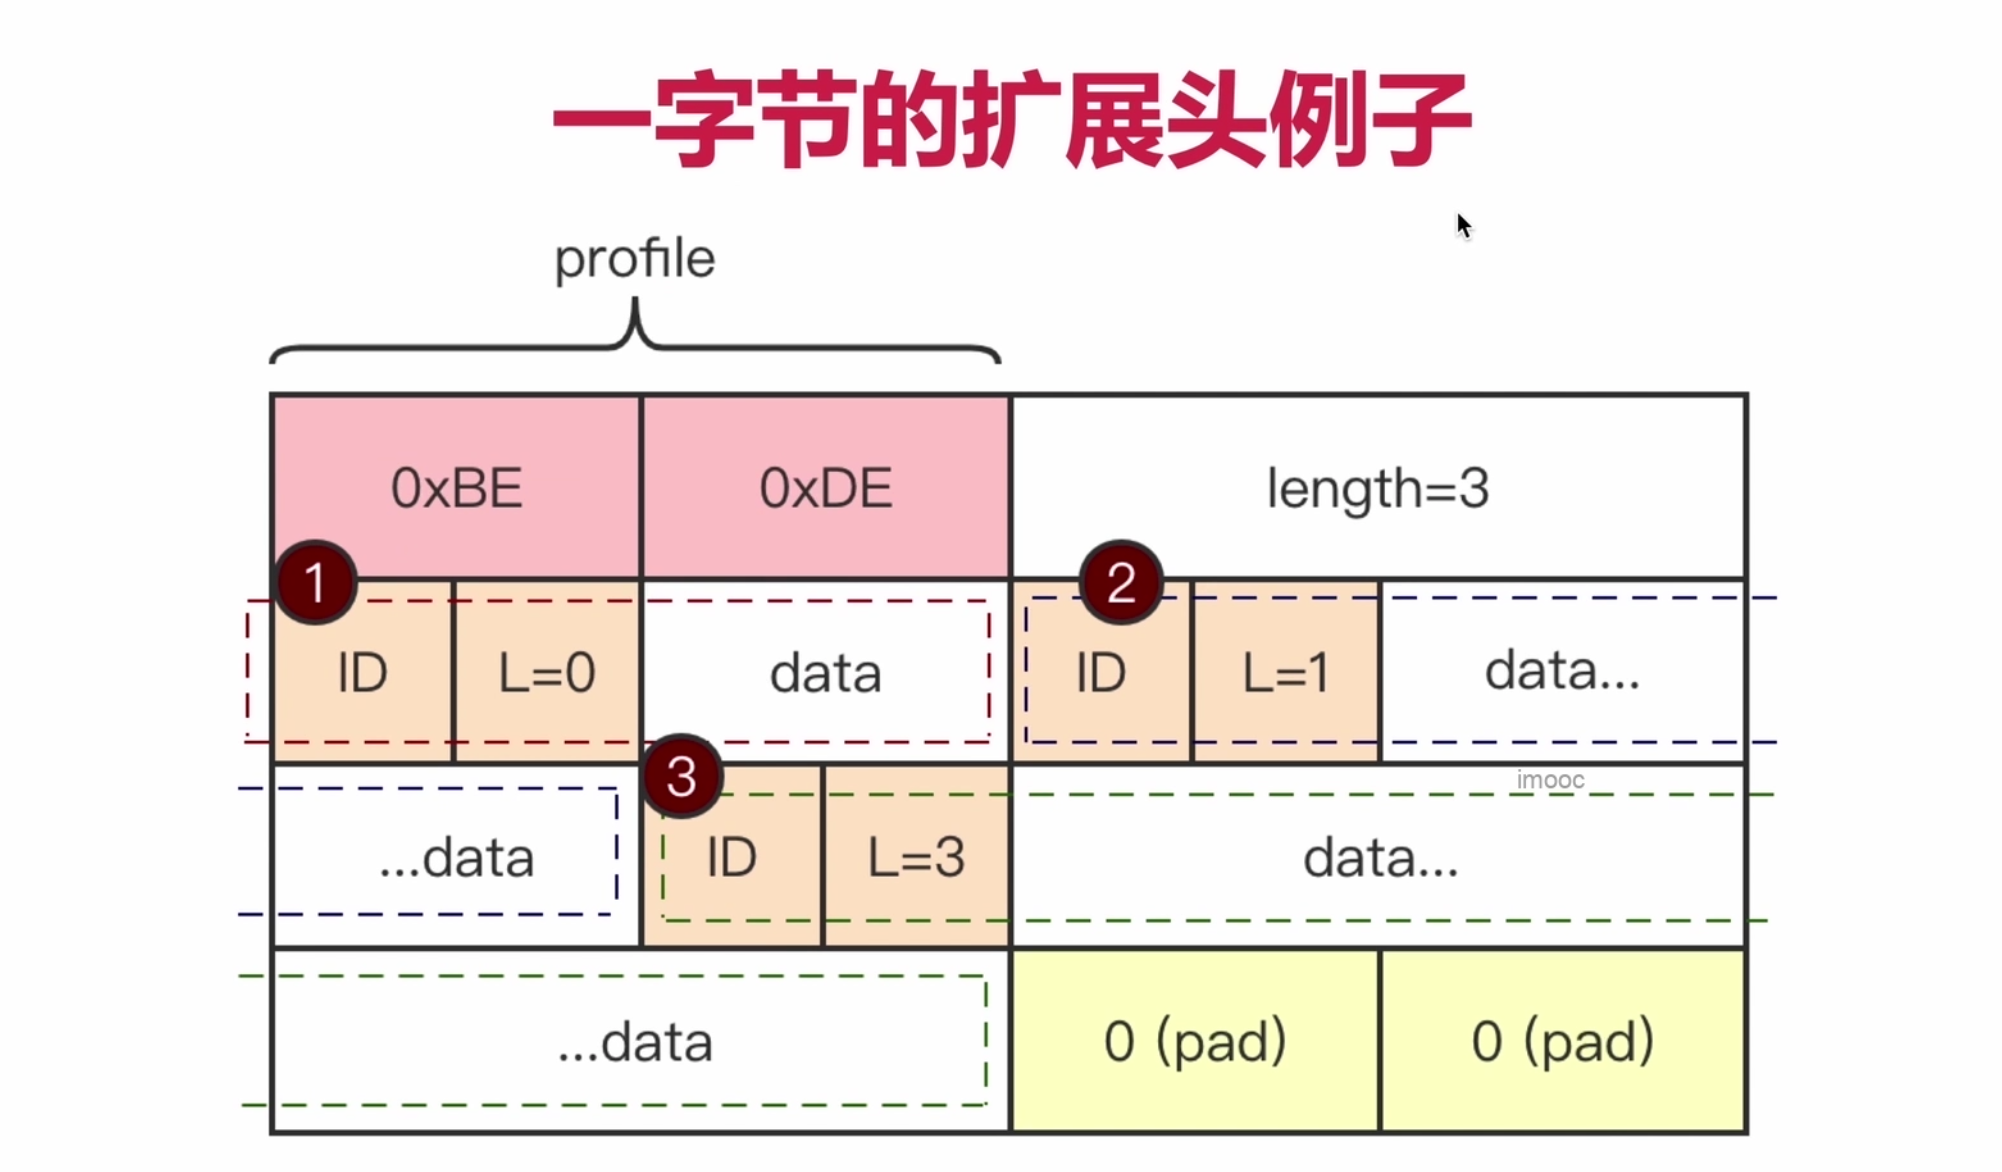 一字节的扩展头例子
profile
0xBE 0xDE length=3
1 2
ID L=0 data ID L=1 data...
3
imooc
...data ID L=3 data...
...data 0 (pad) 0 (pad)